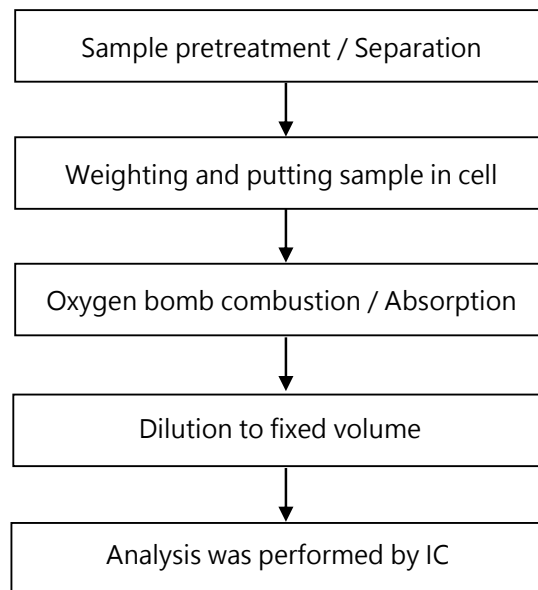 Sample pretreatment / Separation
Weighting and putting sample in cell
Oxygen bomb combustion / Absorption
Dilution to fixed volume
Analysis was performed by IC